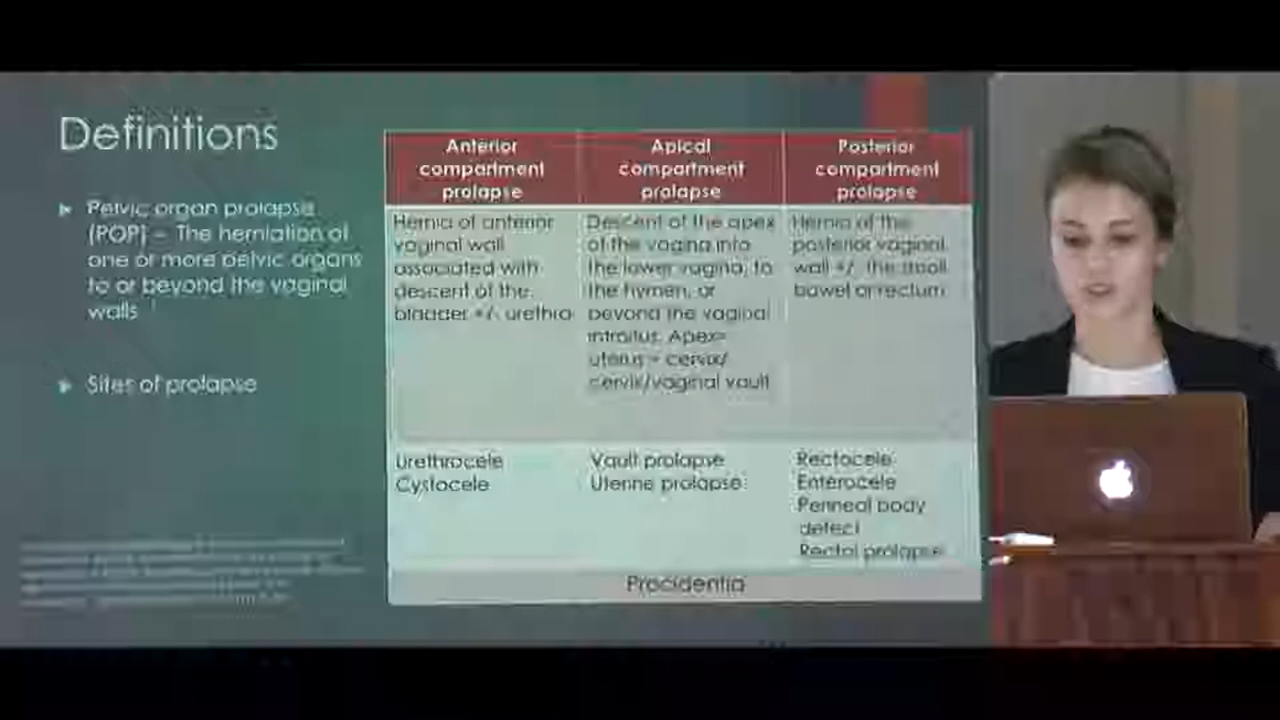 Definitions
Pelvic organ prolapse
(POP) – The herniation of
one or more pelvic organs
to or beyond the vaginal
walls
Sites of prolapse
Anterior
compartment
prolapse
Hernia of anterior
vaginal wall
associated with
descent of the
bladder +/- urethra
Urethrocele
Cystocele
Apical
compartment
prolapse
Descent of the apex
of the vagina into
the lower vagina, to
the hymen, or
beyond the vaginal
introitus. Apex=
uterus + cervix/
cervix/vaginal vault
Vault prolapse
Uterine prolapse
Posterior
compartment
prolapse
Hernia of the
posterior vaginal
wall +/- the small
bowel or rectum
Rectocele
Enterocele
Perineal body
defect
Rectal prolapse
Procidentia